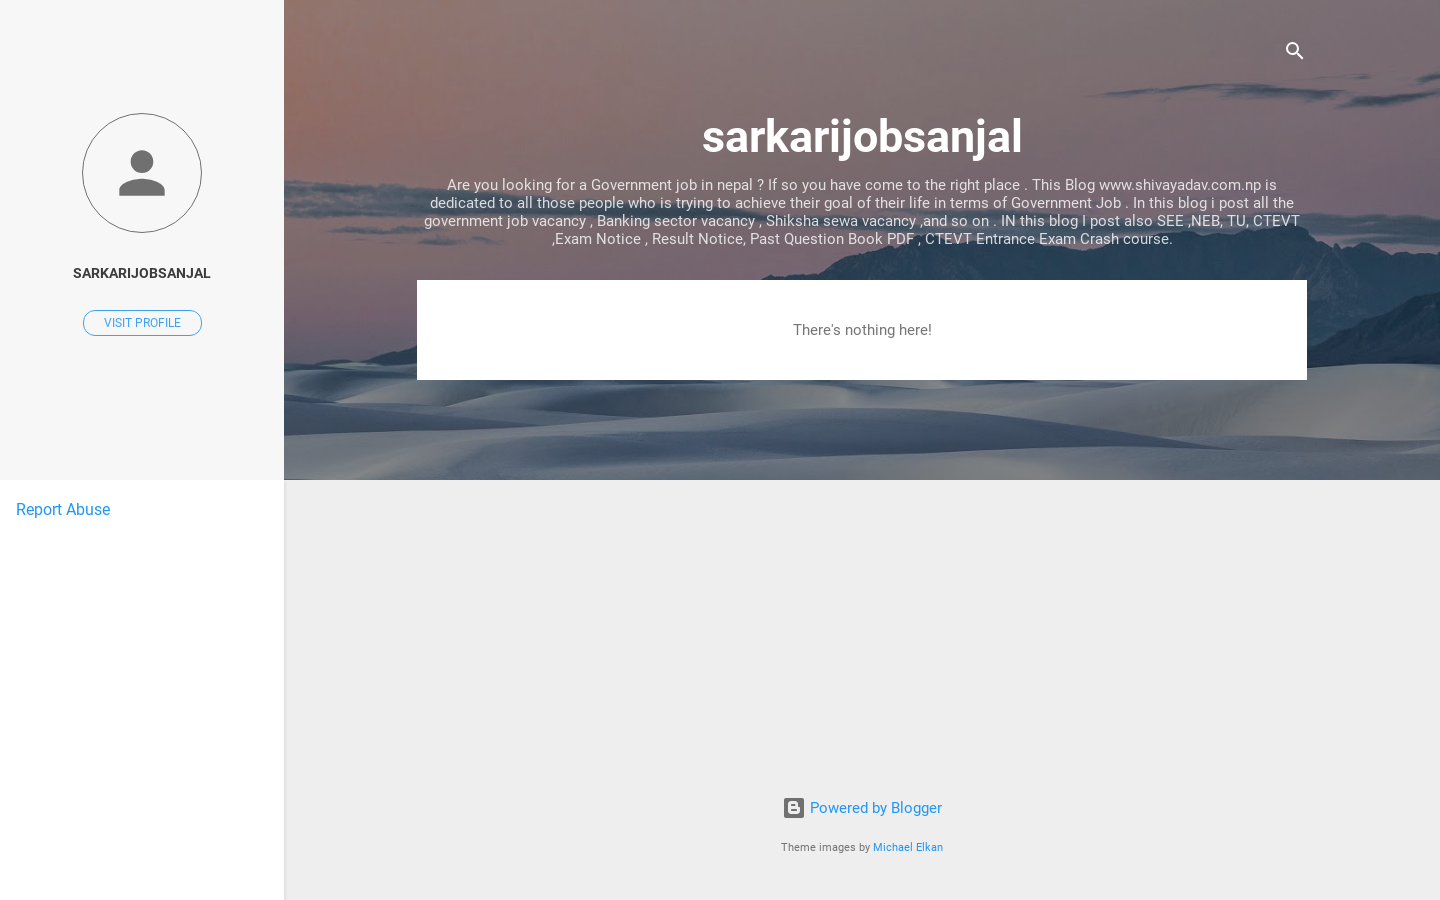 SARKARIJOBSANJAL
VISIT PROFILE
Report Abuse
sarkarijobsanjal
Are you looking for a Government job in nepal ? If so you have come to the right place . This Blog www.shivayadav.com.np is
dedicated to all those people who is trying to achieve their goal of their life in terms of Government Job . In this blog i post all the
government job vacancy , Banking sector vacancy , Shiksha sewa vacancy ,and so on . IN this blog I post also SEE ,NEB, TU, CTEVT
,Exam Notice , Result Notice, Past Question Book PDF , CTEVT Entrance Exam Crash course.
There's nothing here!
Powered by Blogger
Theme images by Michael Elkan